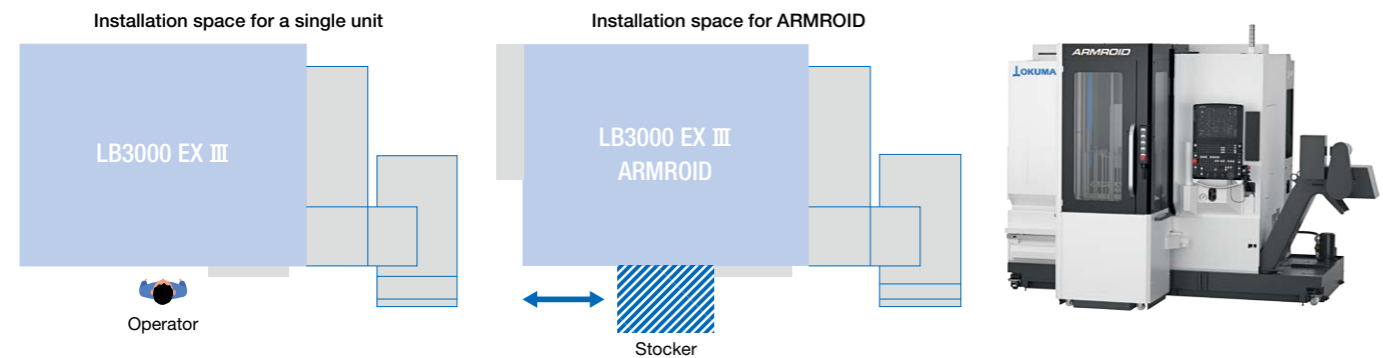 Installation space for a single unit
Installation space for ARMROID
LB3000 EX Ⅲ
LB3000 EX Ⅲ
ARMROID
Operator
Stocker
ARMROID
OKUMA